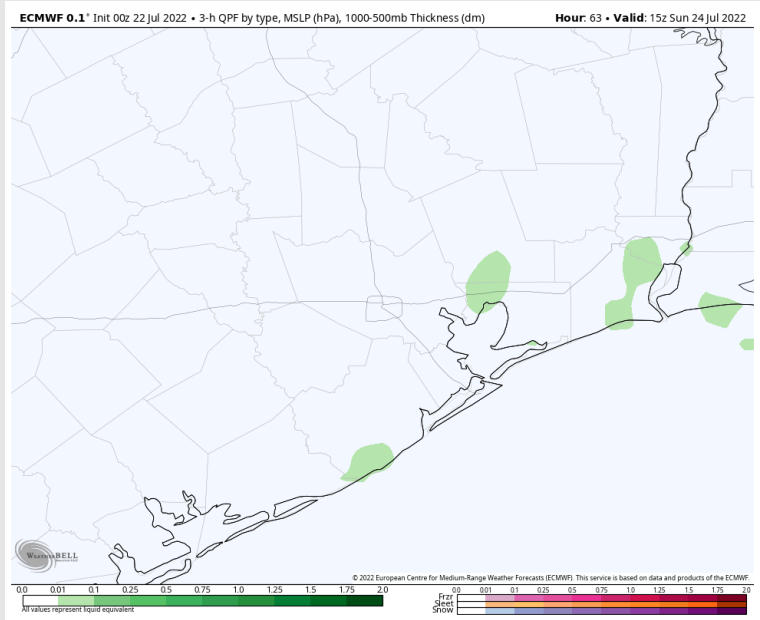 ECMWF 0.1° Init 00z 22 Jul 2022 • 3-h QPF by type, MSLP (hPa), 1000-500mb Thickness (dm)
Hour: 63 • Valid: 15z Sun 24 Jul 2022
WEATHERBELL
© 2022 European Centre for Medium-Range Weather Forecasts (ECMWF). This service is based on data and products of the ECMWF.
0.0 0.01 0.1 0.25 0.5 0.75 1.0 1.25 1.5 1.75 2.0
All values represent liquid equivalent
0.0 001 0.1 0.25 0.5 0.75 1.0 1.25 1.5 1.75 2.0
Frzr
Sleet
Snow